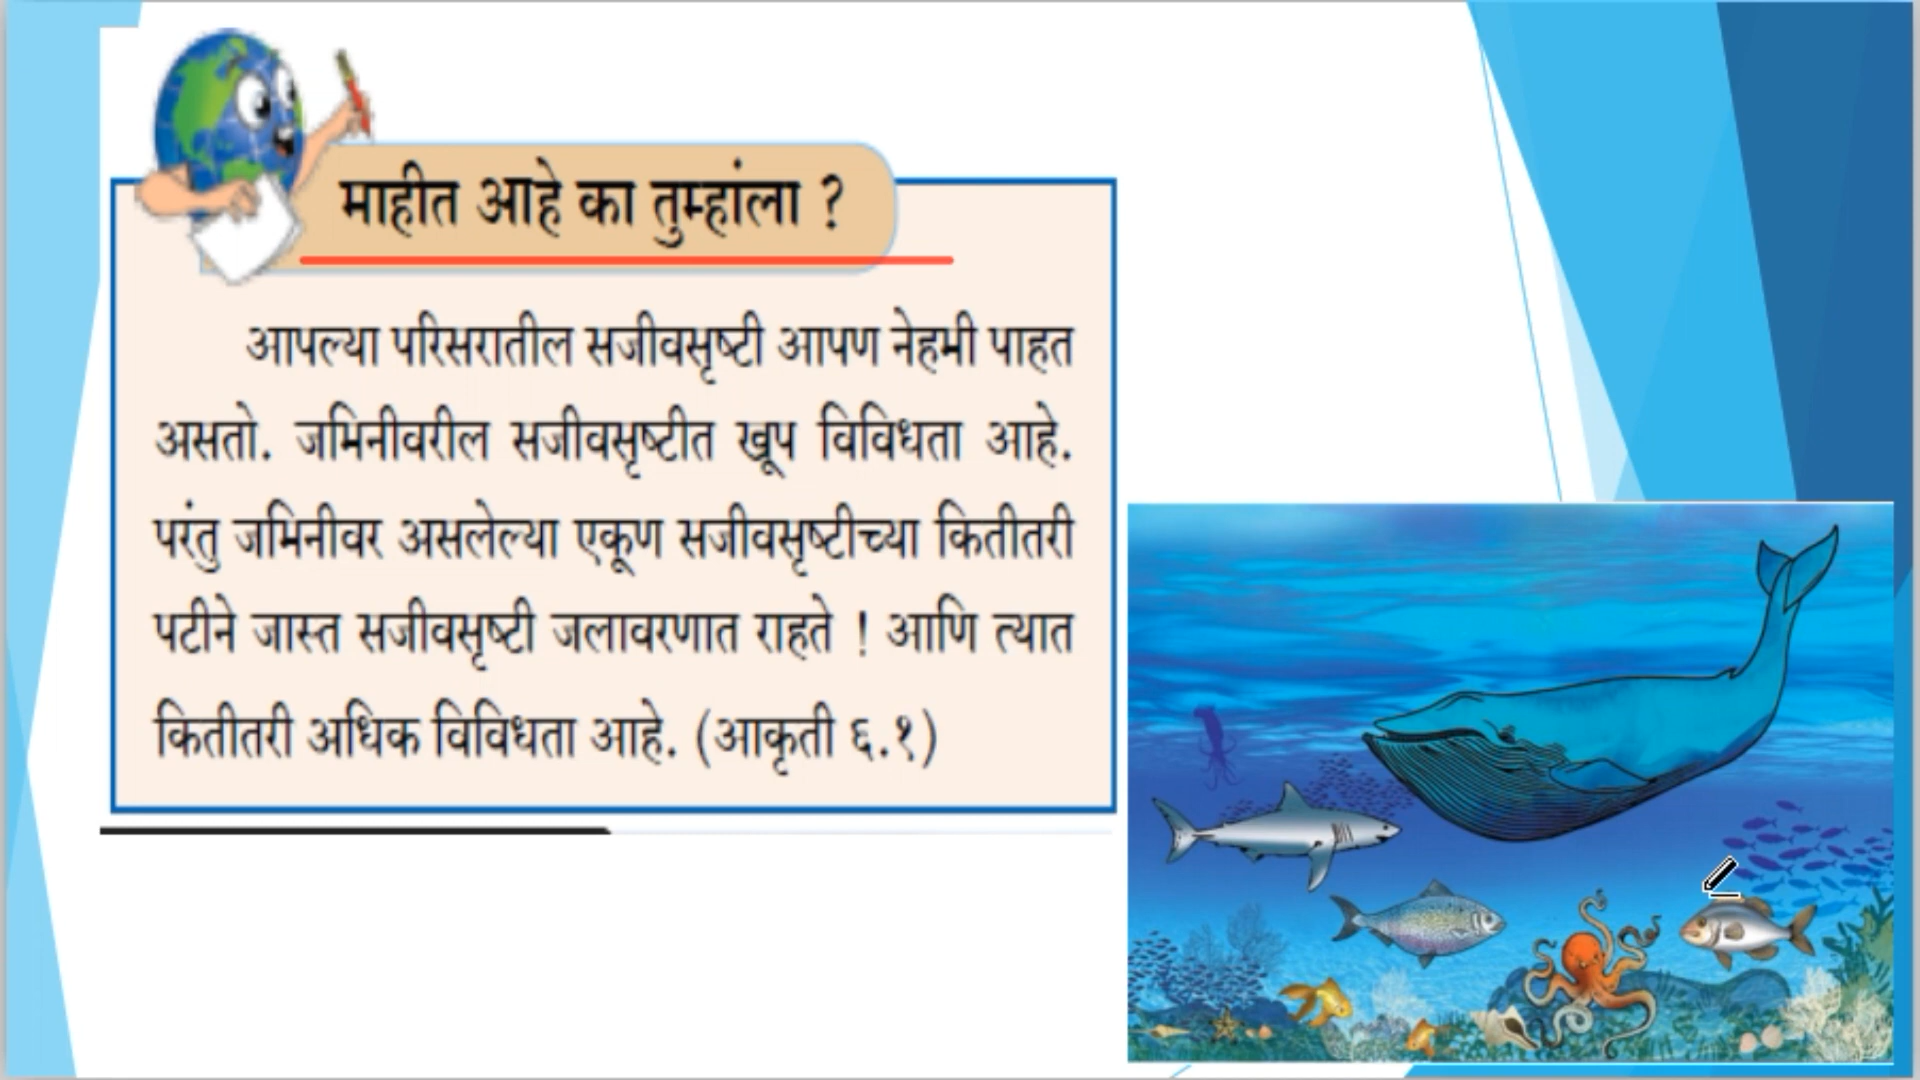 माहीत आहे का तुम्हांला ?
आपल्या परिसरातील सजीवसृष्टी आपण नेहमी पाहत
असतो. जमिनीवरील सजीवसृष्टीत खूप विविधता आहे.
परंतु जमिनीवर असलेल्या एकूण सजीवसृष्टीच्या कितीतरी
पटीने जास्त सजीवसृष्टी जलावरणात राहते ! आणि त्यात
कितीतरी अधिक विविधता आहे. (आकृती ६.१)